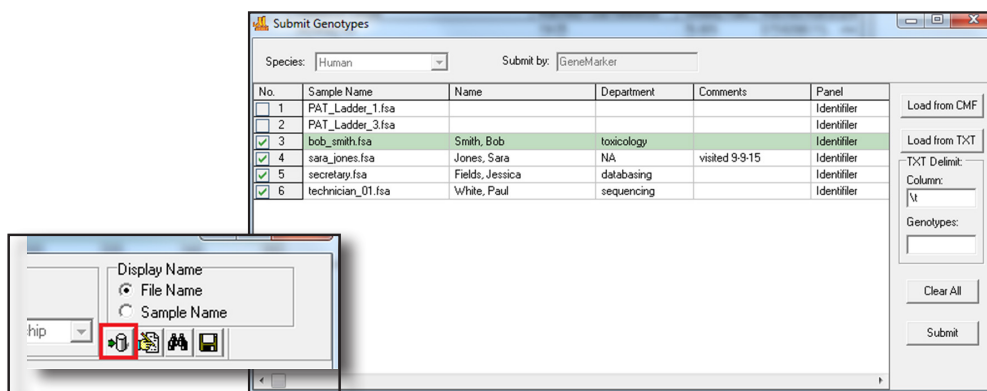 Submit Genotypes
Species: Human Submit by: GeneMarker
No. Sample Name Name Department Comments Panel
1 PAT_Ladder_1.fsa Identifiler
2 PAT_Ladder_3.fsa Identifiler
3 bob_smith.fsa Smith, Bob toxicology Identifiler
4 sara_jones.fsa Jones, Sara NA visited 9-9-15 Identifiler
5 secretary.fsa Fields, Jessica databasing Identifiler
6 technician_01.fsa White, Paul sequencing Identifiler
Load from CMF
Load from TXT
TXT Delimit:
Column:
\t
Genotypes:
Clear All
Submit
Display Name
File Name
Sample Name
hip